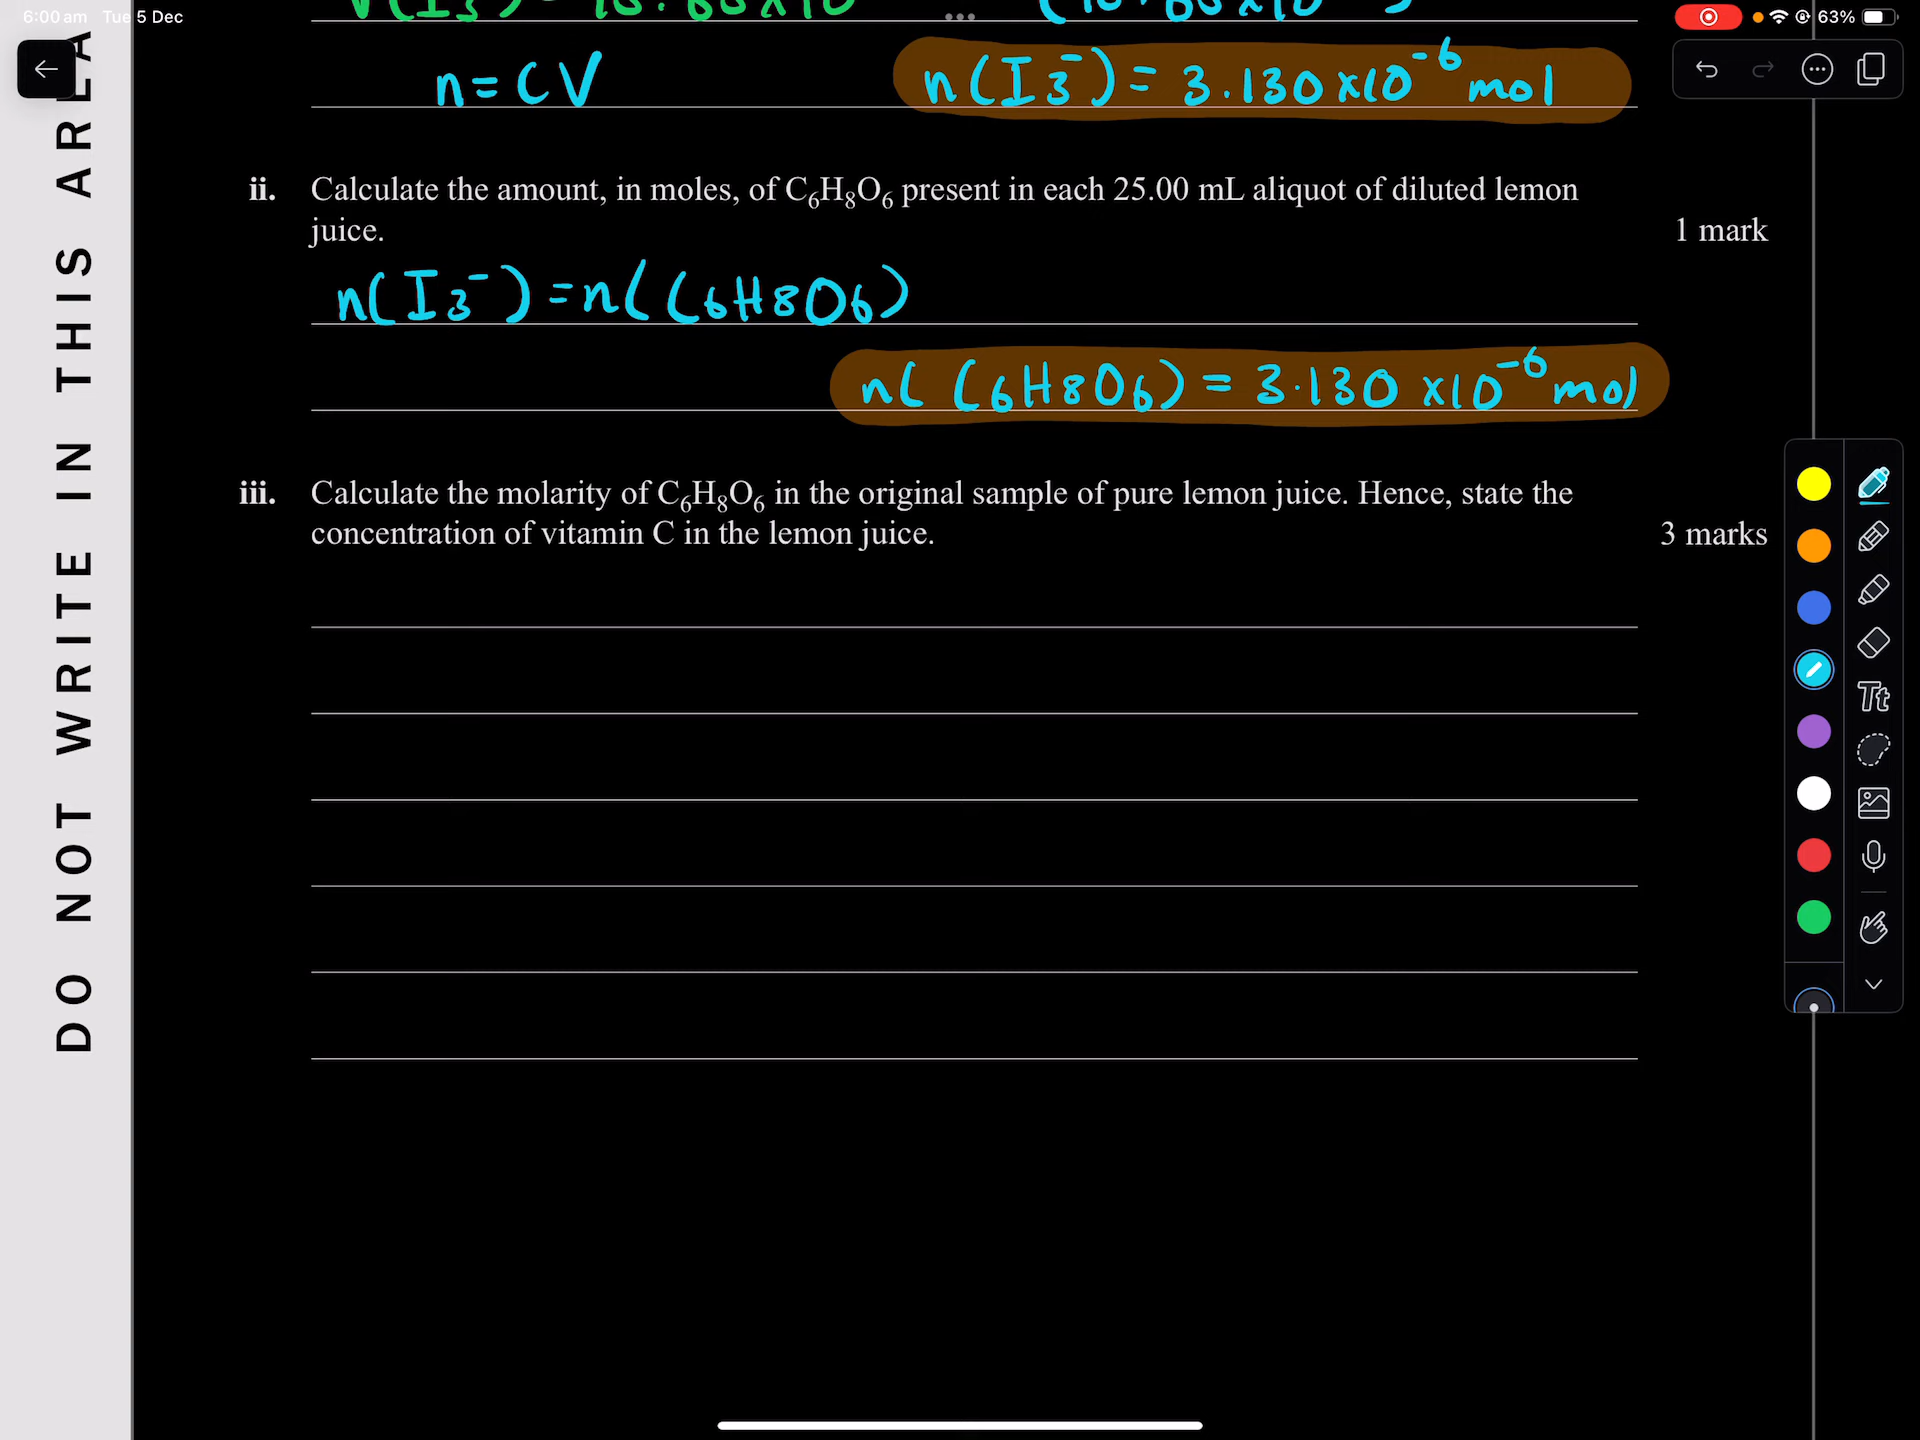 6:00 am Tue 5 Dec
63%
DO NOT WRITE IN THIS AREA
n = CV
n(I3⁻) = 3.130 x10⁻⁶ mol
ii. Calculate the amount, in moles, of C₆H₈O₆ present in each 25.00 mL aliquot of diluted lemon
juice.
1 mark
n(I3⁻) = n(C6H8O6)
n(C6H8O6) = 3.130 x10⁻⁶ mol
iii. Calculate the molarity of C₆H₈O₆ in the original sample of pure lemon juice. Hence, state the
concentration of vitamin C in the lemon juice.
3 marks
Tt